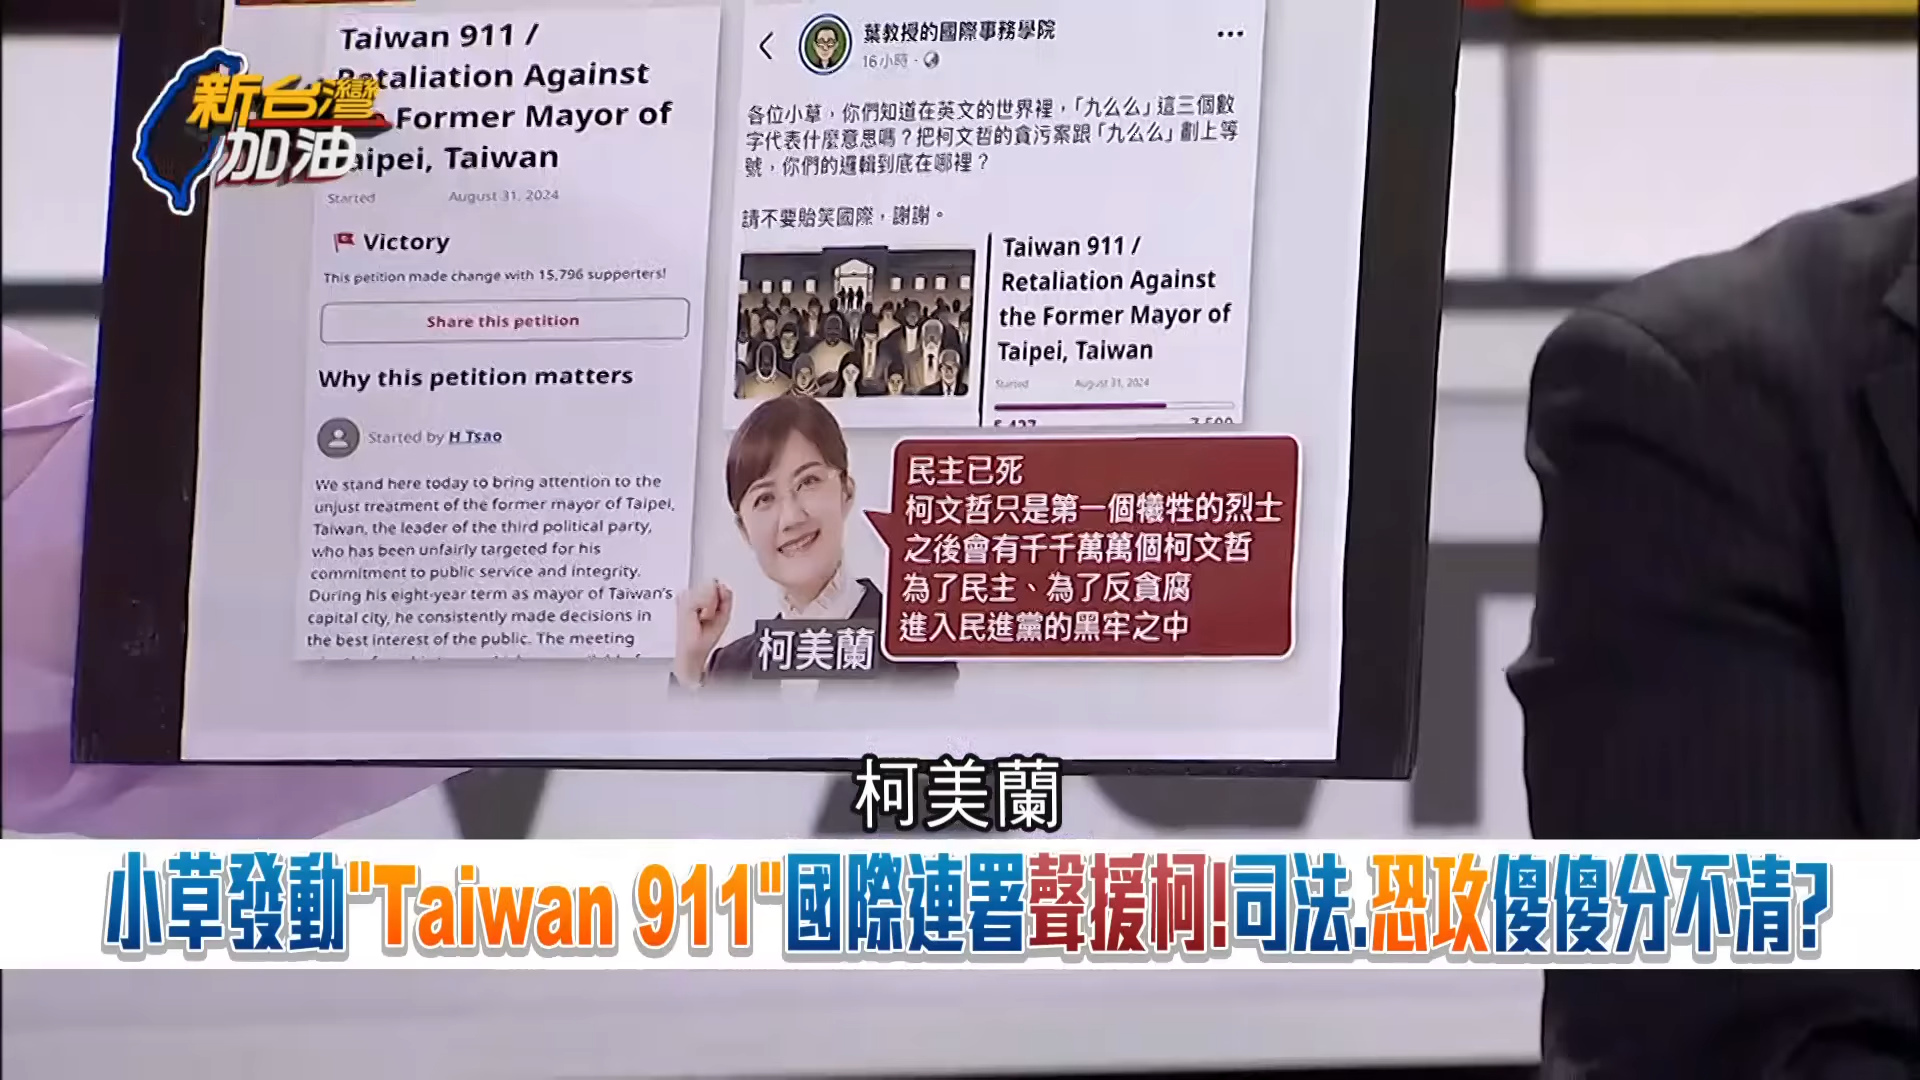 新台灣
加油
Taiwan 911 /
Retaliation Against
Former Mayor of
Taipei, Taiwan
Started August 31, 2024
Victory
This petition made change with 15,796 supporters!
Share this petition
Why this petition matters
Started by H Tsao
We stand here today to bring attention to the
unjust treatment of the former mayor of Taipei,
Taiwan, the leader of the third political party,
who has been unfairly targeted for his
commitment to public service and integrity.
During his eight-year term as mayor of Taiwan's
capital city, he consistently made decisions in
the best interest of the public. The meeting
葉教授的國際事務學院
16小時
各位小草，你們知道在英文的世界裡，「九么么」這三個數
字代表什麼意思嗎？把柯文哲的貪污案跟「九么么」劃上等
號，你們的邏輯到底在哪裡？
請不要貽笑國際，謝謝。
Taiwan 911 /
Retaliation Against
the Former Mayor of
Taipei, Taiwan
Started August 31, 2024
民主已死
柯文哲只是第一個犧牲的烈士
之後會有千千萬萬個柯文哲
為了民主、為了反貪腐
進入民進黨的黑牢之中
柯美蘭
柯美蘭
小草發動"Taiwan 911"國際連署聲援柯!司法.恐攻傻傻分不清?